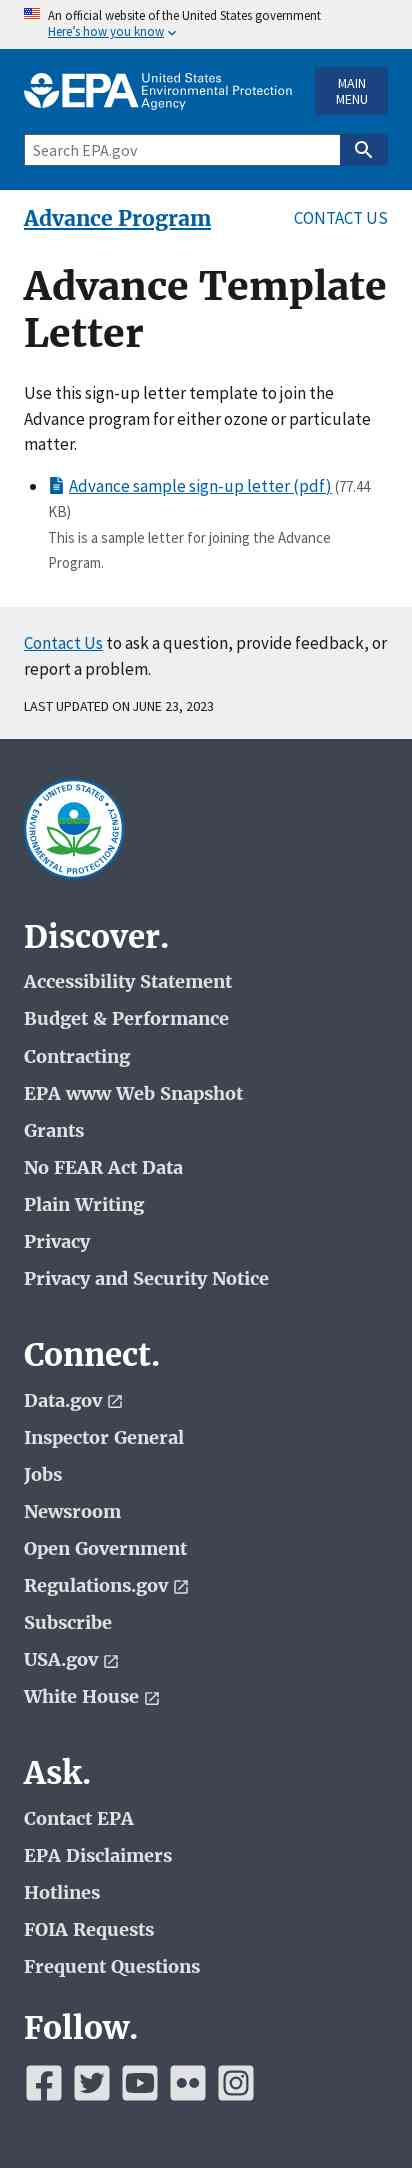 An official website of the United States government
Here's how you know
EPA United States
Environmental Protection
Agency
MAIN
MENU
Search EPA.gov
Advance Program
CONTACT US
Advance Template
Letter
Use this sign-up letter template to join the
Advance program for either ozone or particulate
matter.
Advance sample sign-up letter (pdf) (77.44
KB)
This is a sample letter for joining the Advance
Program.
Contact Us to ask a question, provide feedback, or
report a problem.
LAST UPDATED ON JUNE 23, 2023
UNITED STATES
ENVIRONMENTAL PROTECTION AGENCY
Discover.
Accessibility Statement
Budget & Performance
Contracting
EPA www Web Snapshot
Grants
No FEAR Act Data
Plain Writing
Privacy
Privacy and Security Notice
Connect.
Data.gov
Inspector General
Jobs
Newsroom
Open Government
Regulations.gov
Subscribe
USA.gov
White House
Ask.
Contact EPA
EPA Disclaimers
Hotlines
FOIA Requests
Frequent Questions
Follow.